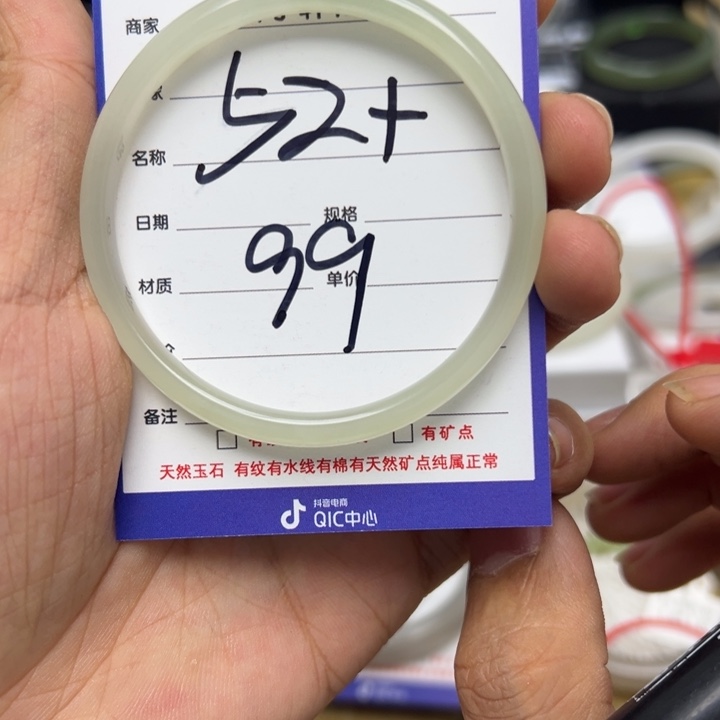 商家
52+
名称
日期 规格
99
材质 单价
备注
有矿点
天然玉石 有纹有水线有棉有天然矿点纯属正常
抖音电商
QIC中心